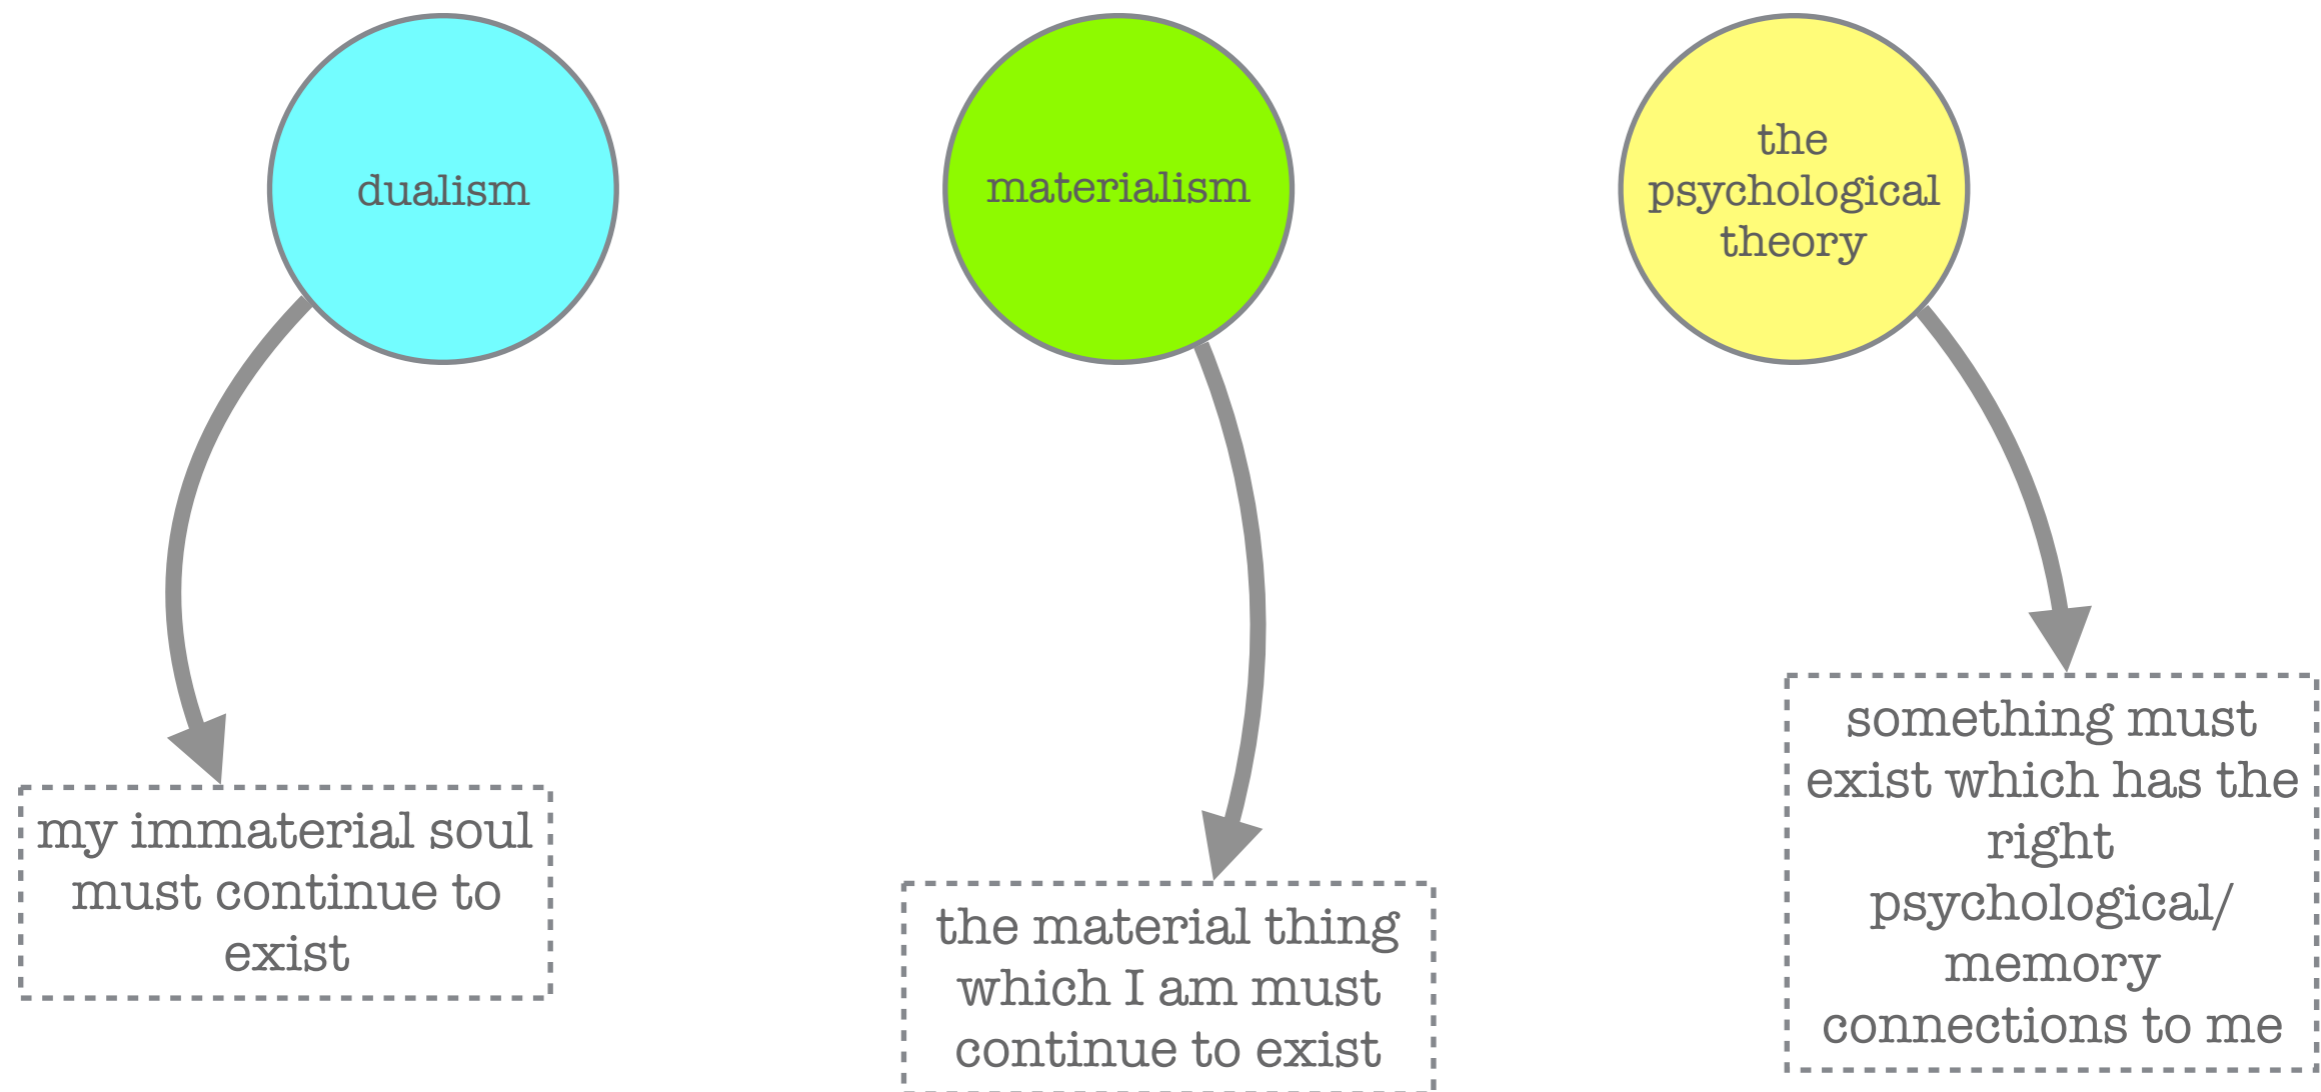 dualism
materialism
the
psychological
theory
my immaterial soul
must continue to
exist
the material thing
which I am must
continue to exist
something must
exist which has the
right
psychological/
memory
connections to me